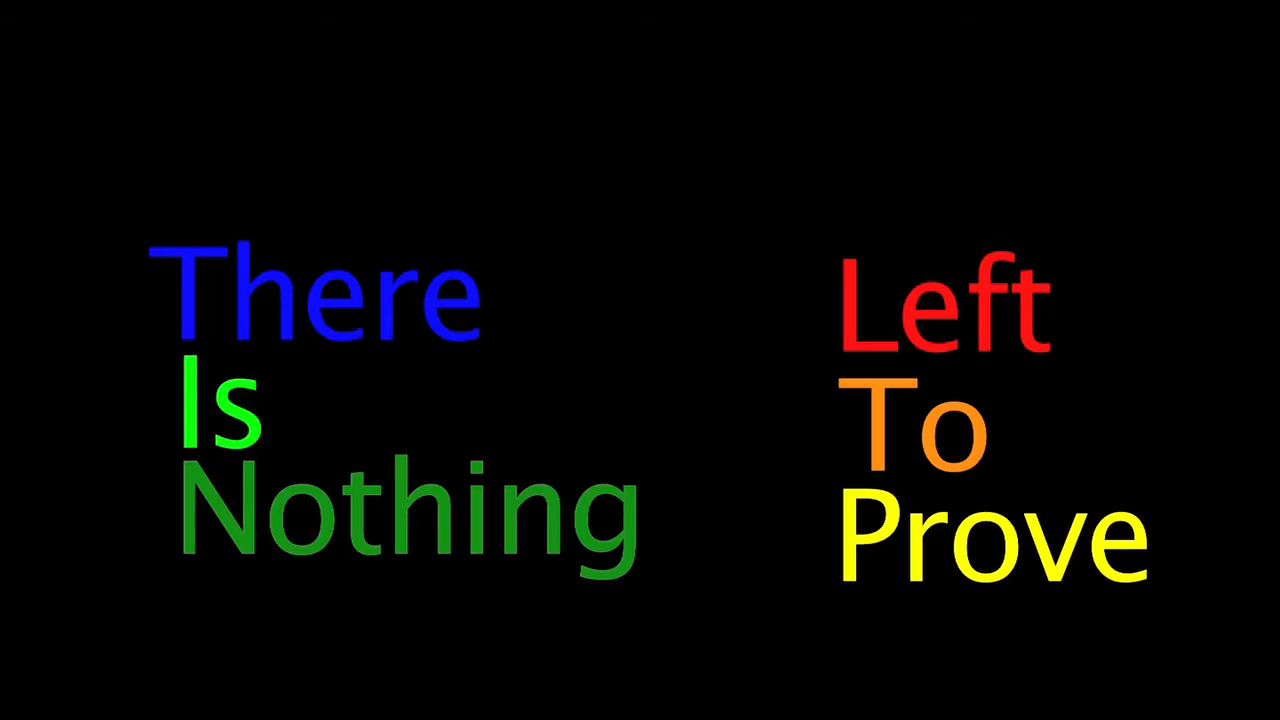 There
Is
Nothing
Left
To
Prove